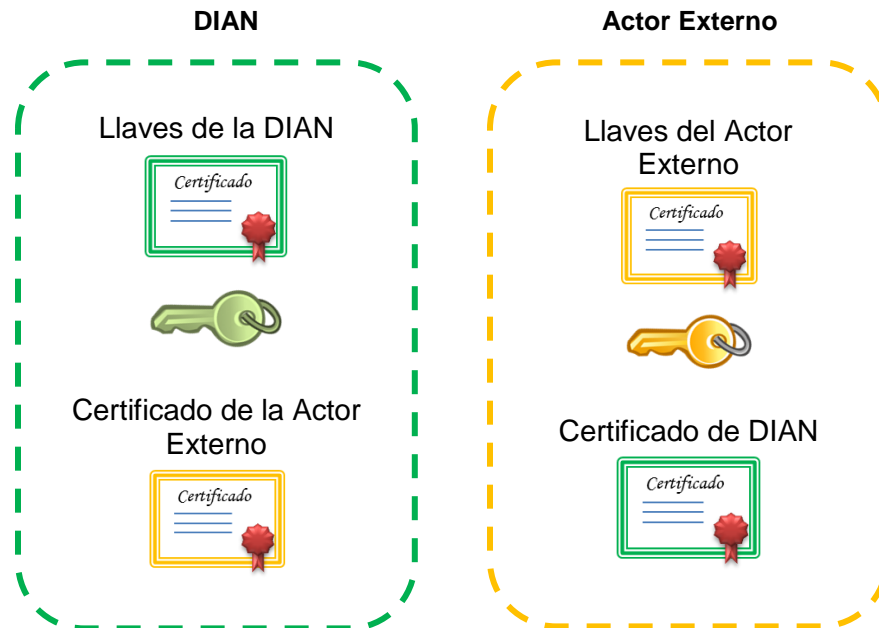 DIAN
Llaves de la DIAN
Certificado
Certificado de la Actor
Externo
Certificado
Actor Externo
Llaves del Actor
Externo
Certificado
Certificado de DIAN
Certificado